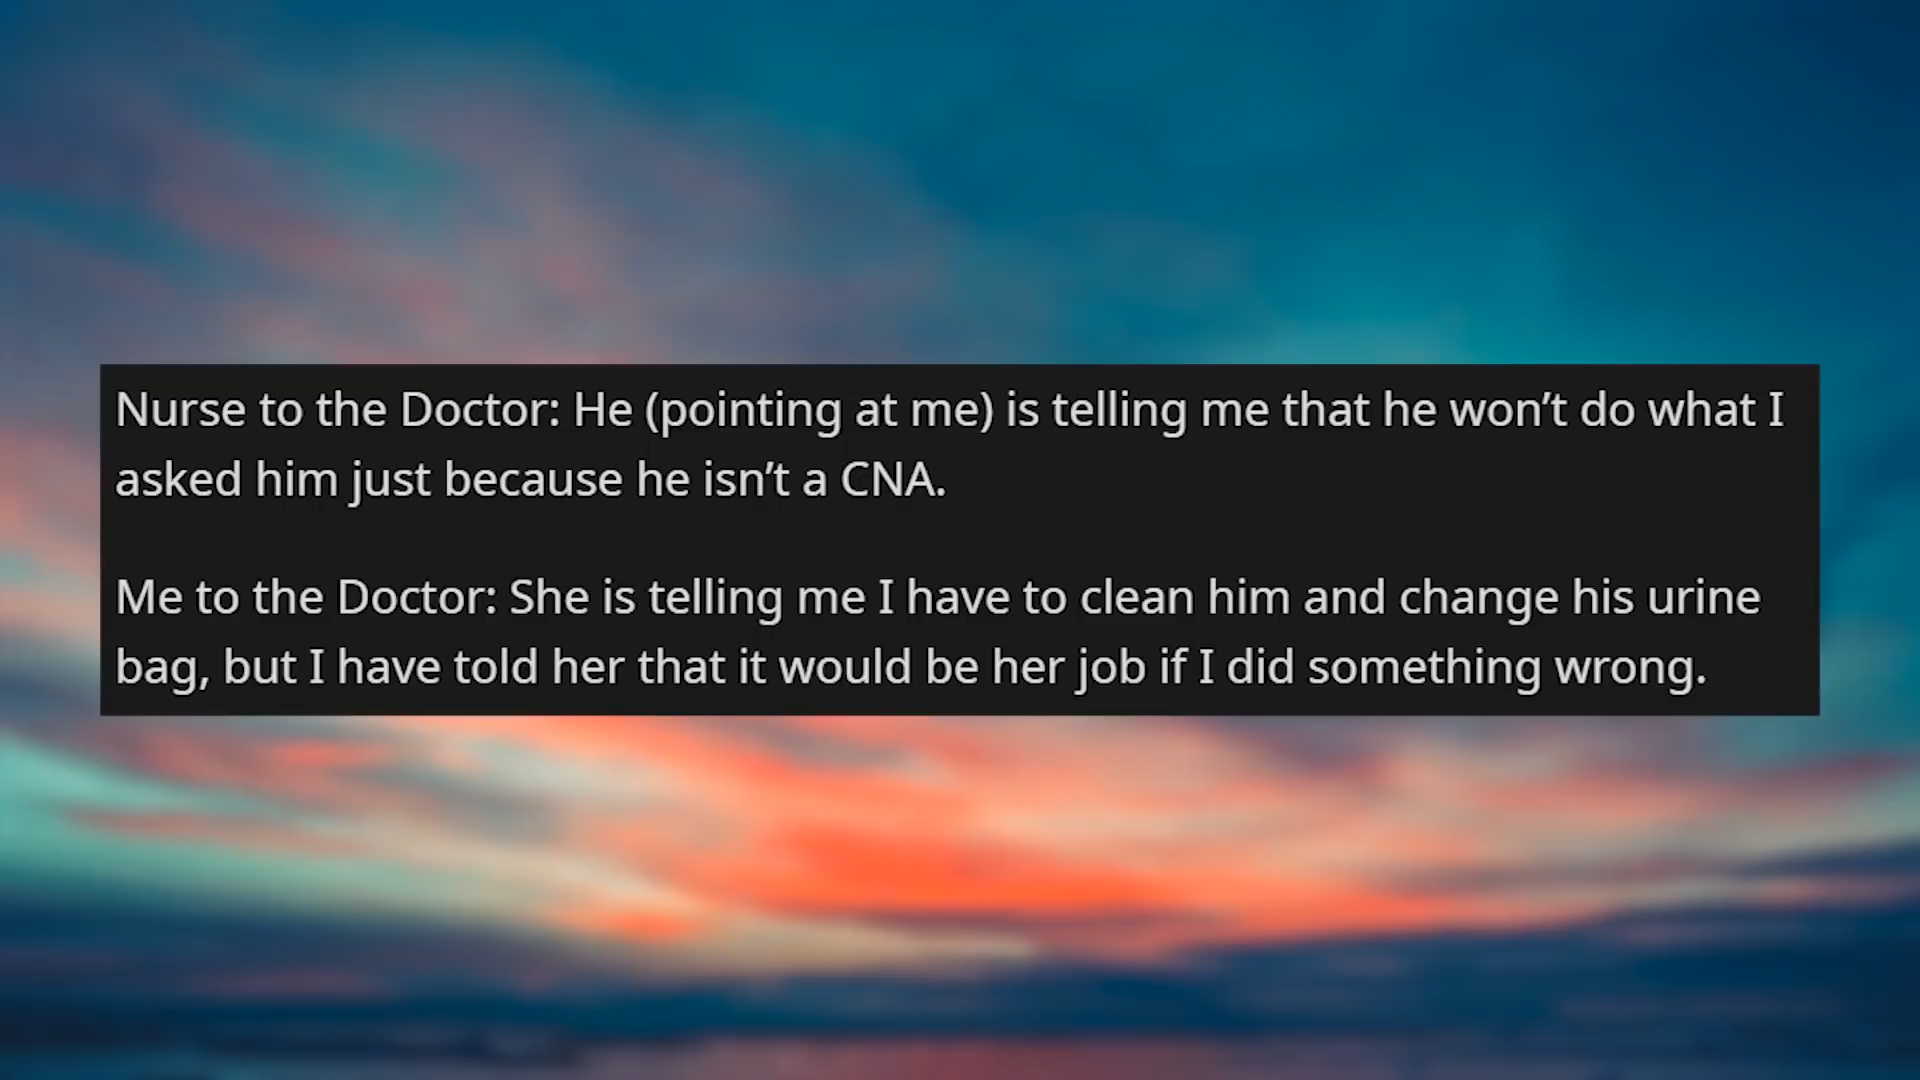 Nurse to the Doctor: He (pointing at me) is telling me that he won’t do what I
asked him just because he isn’t a CNA.
Me to the Doctor: She is telling me I have to clean him and change his urine
bag, but I have told her that it would be her job if I did something wrong.